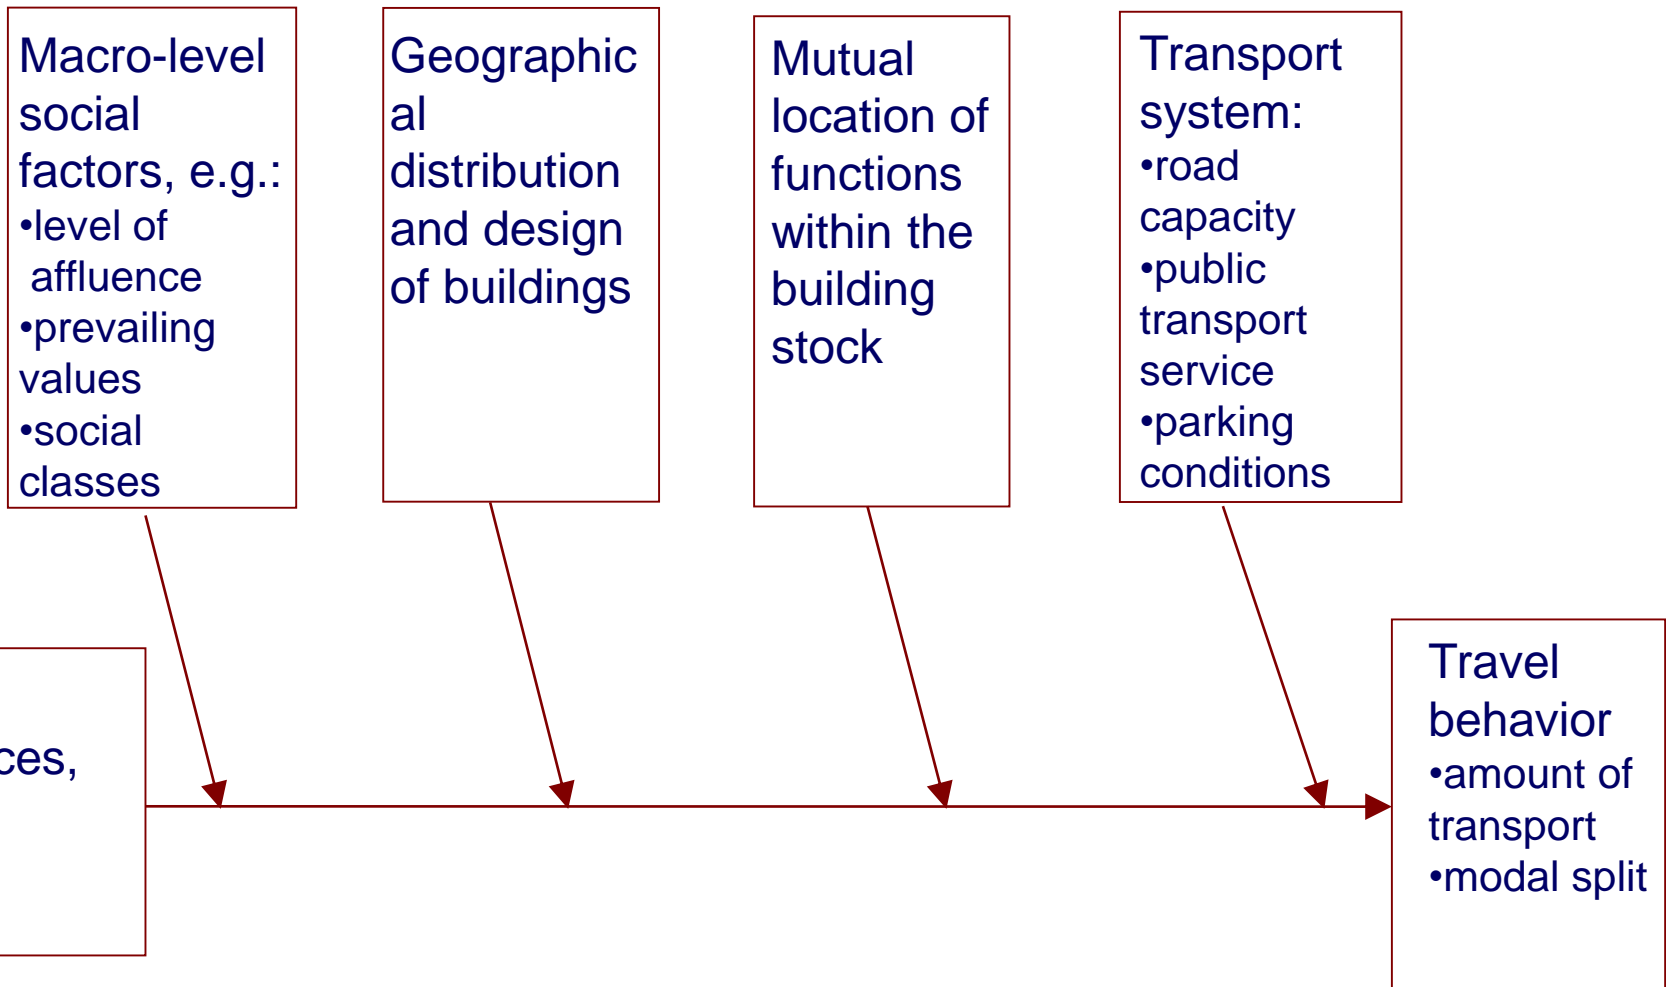 Macro-level
social
factors, e.g.:
•level of
affluence
•prevailing
values
•social
classes
Geographic
al
distribution
and design
of buildings
Mutual
location of
functions
within the
building
stock
Transport
system:
•road
capacity
•public
transport
service
•parking
conditions
ces,
Travel
behavior
•amount of
transport
•modal split